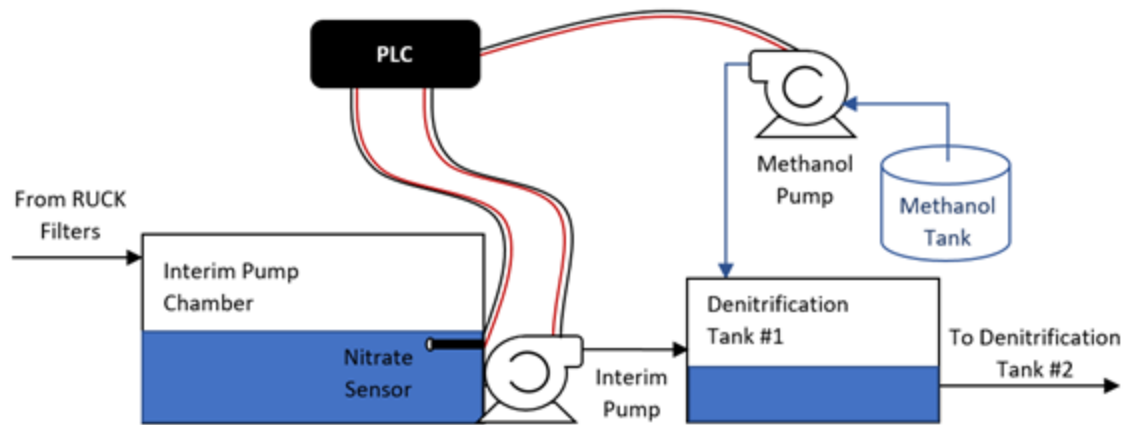 PLC
From RUCK
Filters
Interim Pump
Chamber
Nitrate
Sensor
Interim
Pump
Methanol
Pump
Methanol
Tank
Denitrification
Tank #1
To Denitrification
Tank #2